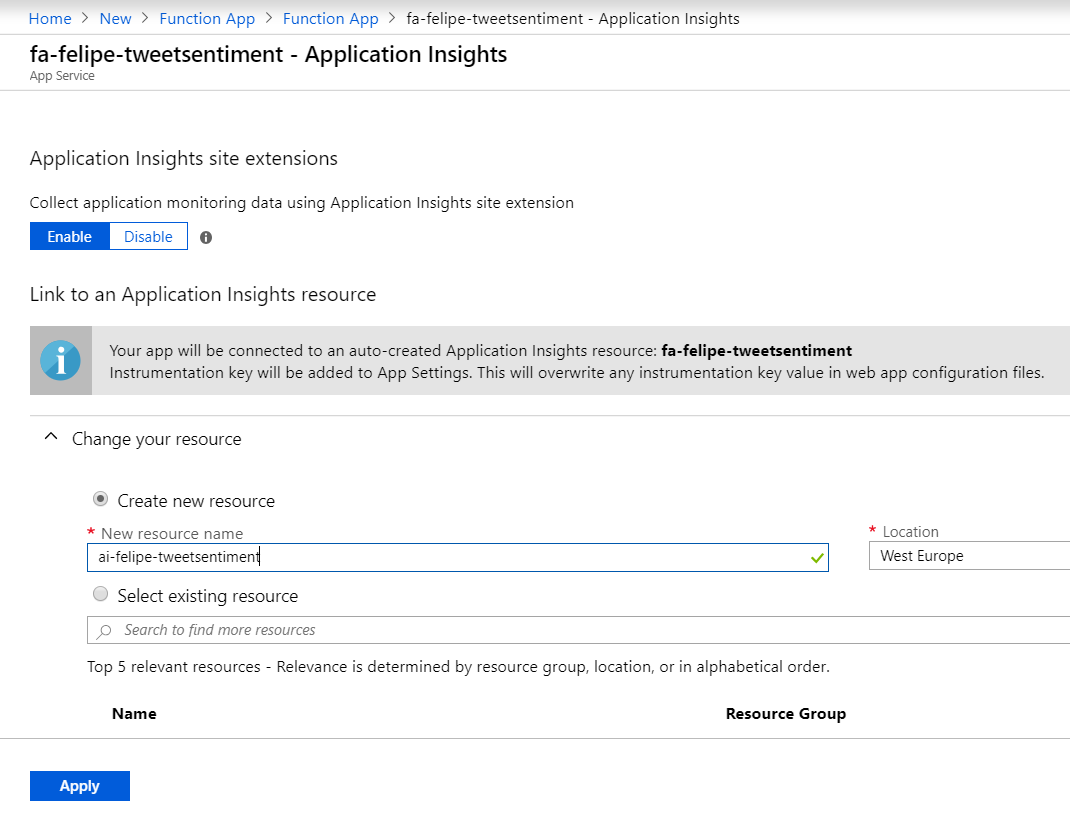 Home > New > Function App > Function App > fa-felipe-tweetsentiment - Application Insights
fa-felipe-tweetsentiment - Application Insights
App Service
Application Insights site extensions
Collect application monitoring data using Application Insights site extension
Enable Disable
Link to an Application Insights resource
Your app will be connected to an auto-created Application Insights resource: fa-felipe-tweetsentiment
Instrumentation key will be added to App Settings. This will overwrite any instrumentation key value in web app configuration files.
Change your resource
Create new resource
* New resource name
* Location
ai-felipe-tweetsentiment
West Europe
Select existing resource
Search to find more resources
Top 5 relevant resources - Relevance is determined by resource group, location, or in alphabetical order.
Name Resource Group
Apply